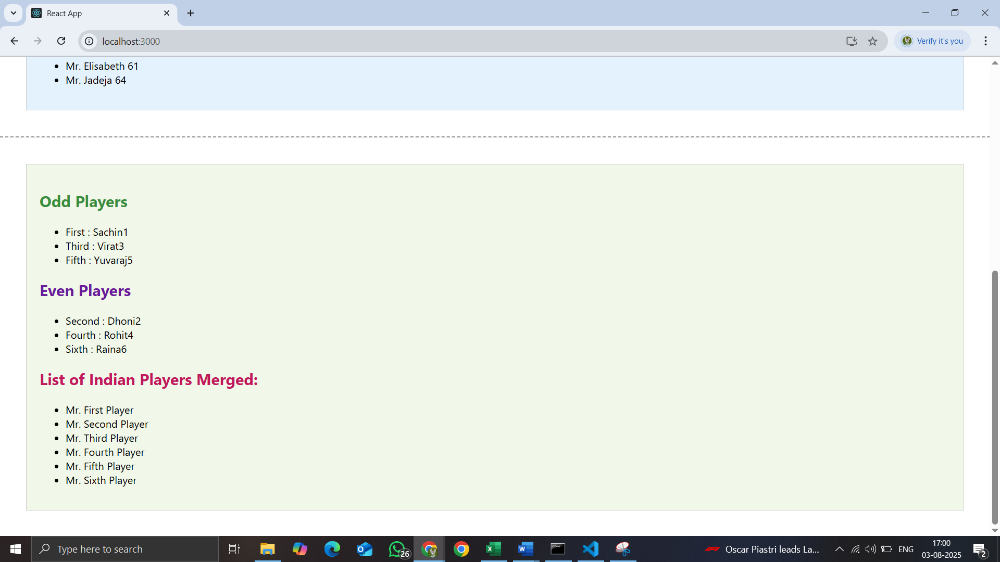 React App
localhost:3000
Verify it's you
Mr. Elisabeth 61
Mr. Jadeja 64
Odd Players
First : Sachin1
Third : Virat3
Fifth : Yuvaraj5
Even Players
Second : Dhoni2
Fourth : Rohit4
Sixth : Raina6
List of Indian Players Merged:
Mr. First Player
Mr. Second Player
Mr. Third Player
Mr. Fourth Player
Mr. Fifth Player
Mr. Sixth Player
Type here to search
26
Oscar Piastri leads La...
ENG
17:00
03-08-2025
2